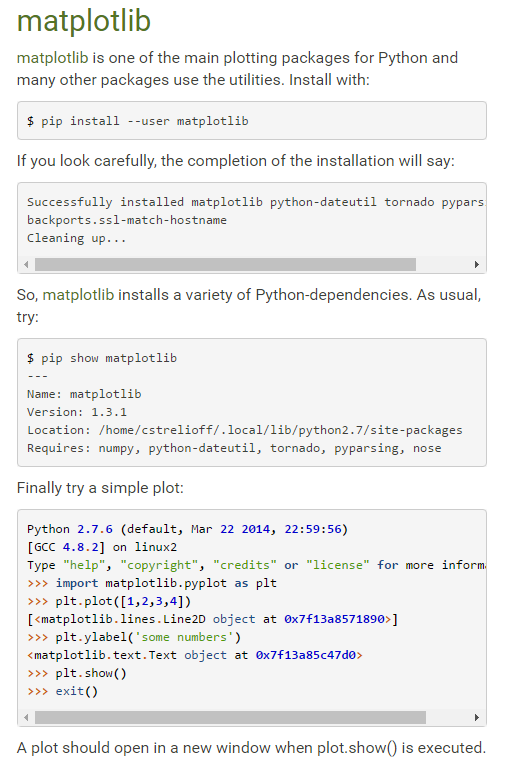 matplotlib
matplotlib is one of the main plotting packages for Python and
many other packages use the utilities. Install with:
$ pip install --user matplotlib
If you look carefully, the completion of the installation will say:
Successfully installed matplotlib python-dateutil tornado pypars
backports.ssl-match-hostname
Cleaning up...
So, matplotlib installs a variety of Python-dependencies. As usual,
try:
$ pip show matplotlib
---
Name: matplotlib
Version: 1.3.1
Location: /home/cstrelioff/.local/lib/python2.7/site-packages
Requires: numpy, python-dateutil, tornado, pyparsing, nose
Finally try a simple plot:
Python 2.7.6 (default, Mar 22 2014, 22:59:56)
[GCC 4.8.2] on linux2
Type "help", "copyright", "credits" or "license" for more inform
>>> import matplotlib.pyplot as plt
>>> plt.plot([1,2,3,4])
[<matplotlib.lines.Line2D object at 0x7f13a8571890>]
>>> plt.ylabel('some numbers')
<matplotlib.text.Text object at 0x7f13a85c47d0>
>>> plt.show()
>>> exit()
A plot should open in a new window when plot.show() is executed.